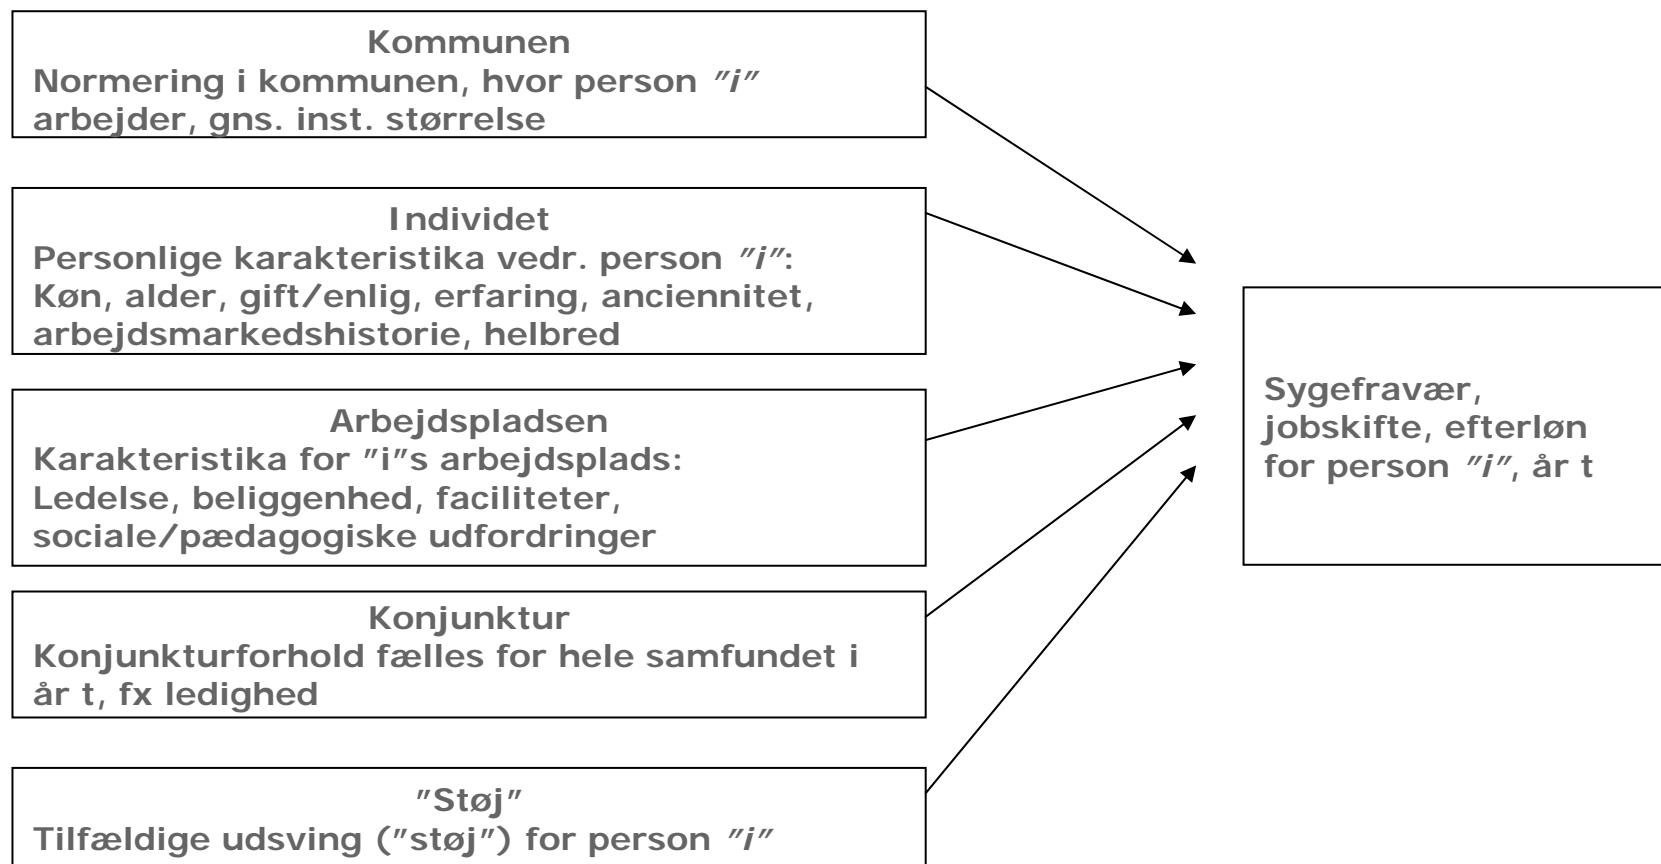 Kommunen
Normering i kommunen, hvor person "i"
arbejder, gns. inst. størrelse
Individet
Personlige karakteristika vedr. person "i":
Køn, alder, gift/enlig, erfaring, anciennitet,
arbejdsmarkedshistorie, helbred
Arbejdspladsen
Karakteristika for "i"s arbejdsplads:
Ledelse, beliggenhed, faciliteter,
sociale/pædagogiske udfordringer
Konjunktur
Konjunkturforhold fælles for hele samfundet i
år t, fx ledighed
"Støj"
Tilfældige udsving ("støj") for person "i"
Sygefravær,
jobskifte, efterløn
for person "i", år t